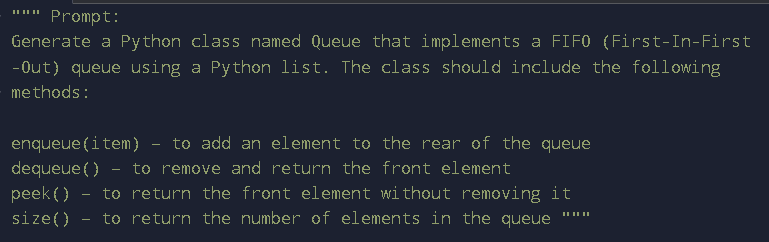 """ Prompt:
Generate a Python class named Queue that implements a FIFO (First-In-First
-Out) queue using a Python list. The class should include the following
methods:
enqueue(item) – to add an element to the rear of the queue
dequeue() – to remove and return the front element
peek() – to return the front element without removing it
size() – to return the number of elements in the queue """